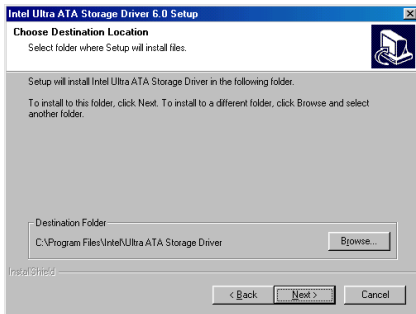 Intel Ultra ATA Storage Driver 6.0 Setup
Choose Destination Location
Select folder where Setup will install files.
Setup will install Intel Ultra ATA Storage Driver in the following folder.
To install to this folder, click Next. To install to a different folder, click Browse and select
another folder.
Destination Folder
C:\Program Files\Intel\Ultra ATA Storage Driver
Browse...
InstallShield
< Back
Next >
Cancel